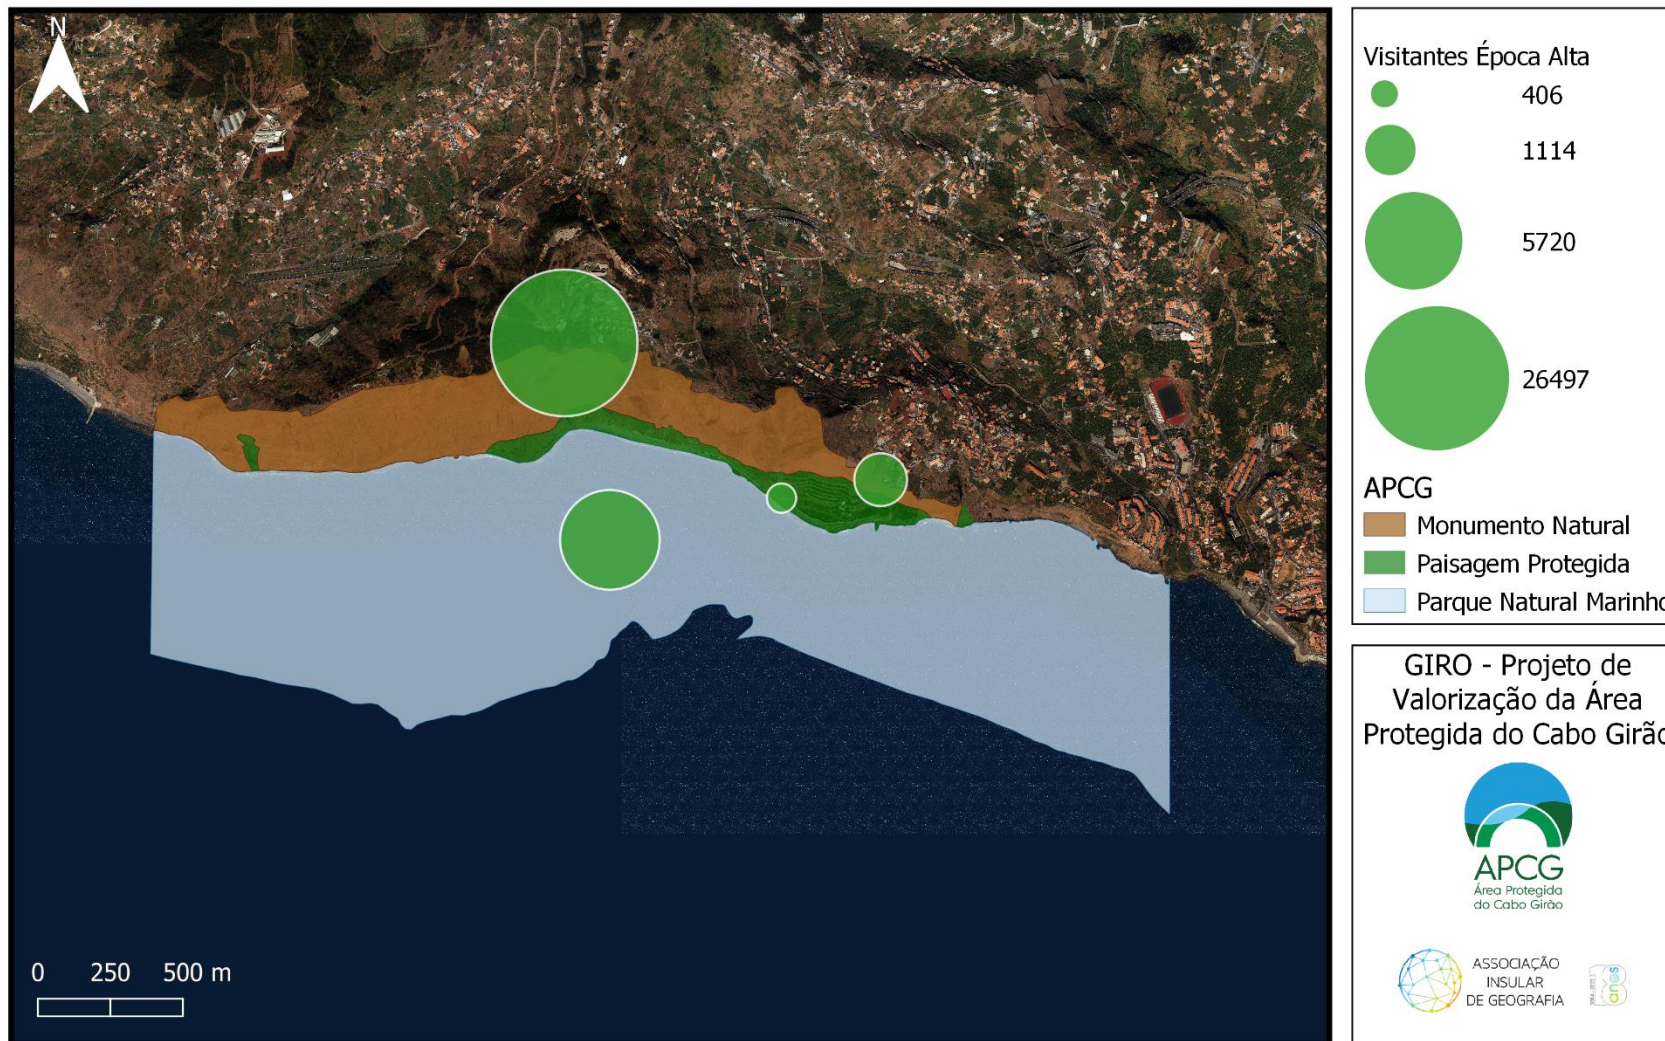 N
0 250 500 m
Visitantes Época Alta
406
1114
5720
26497
APCG
Monumento Natural
Paisagem Protegida
Parque Natural Marinho
GIRO - Projeto de
Valorização da Área
Protegida do Cabo Girão
APCG
Área Protegida
do Cabo Girão
ASSOCIAÇÃO
INSULAR
DE GEOGRAFIA
anos